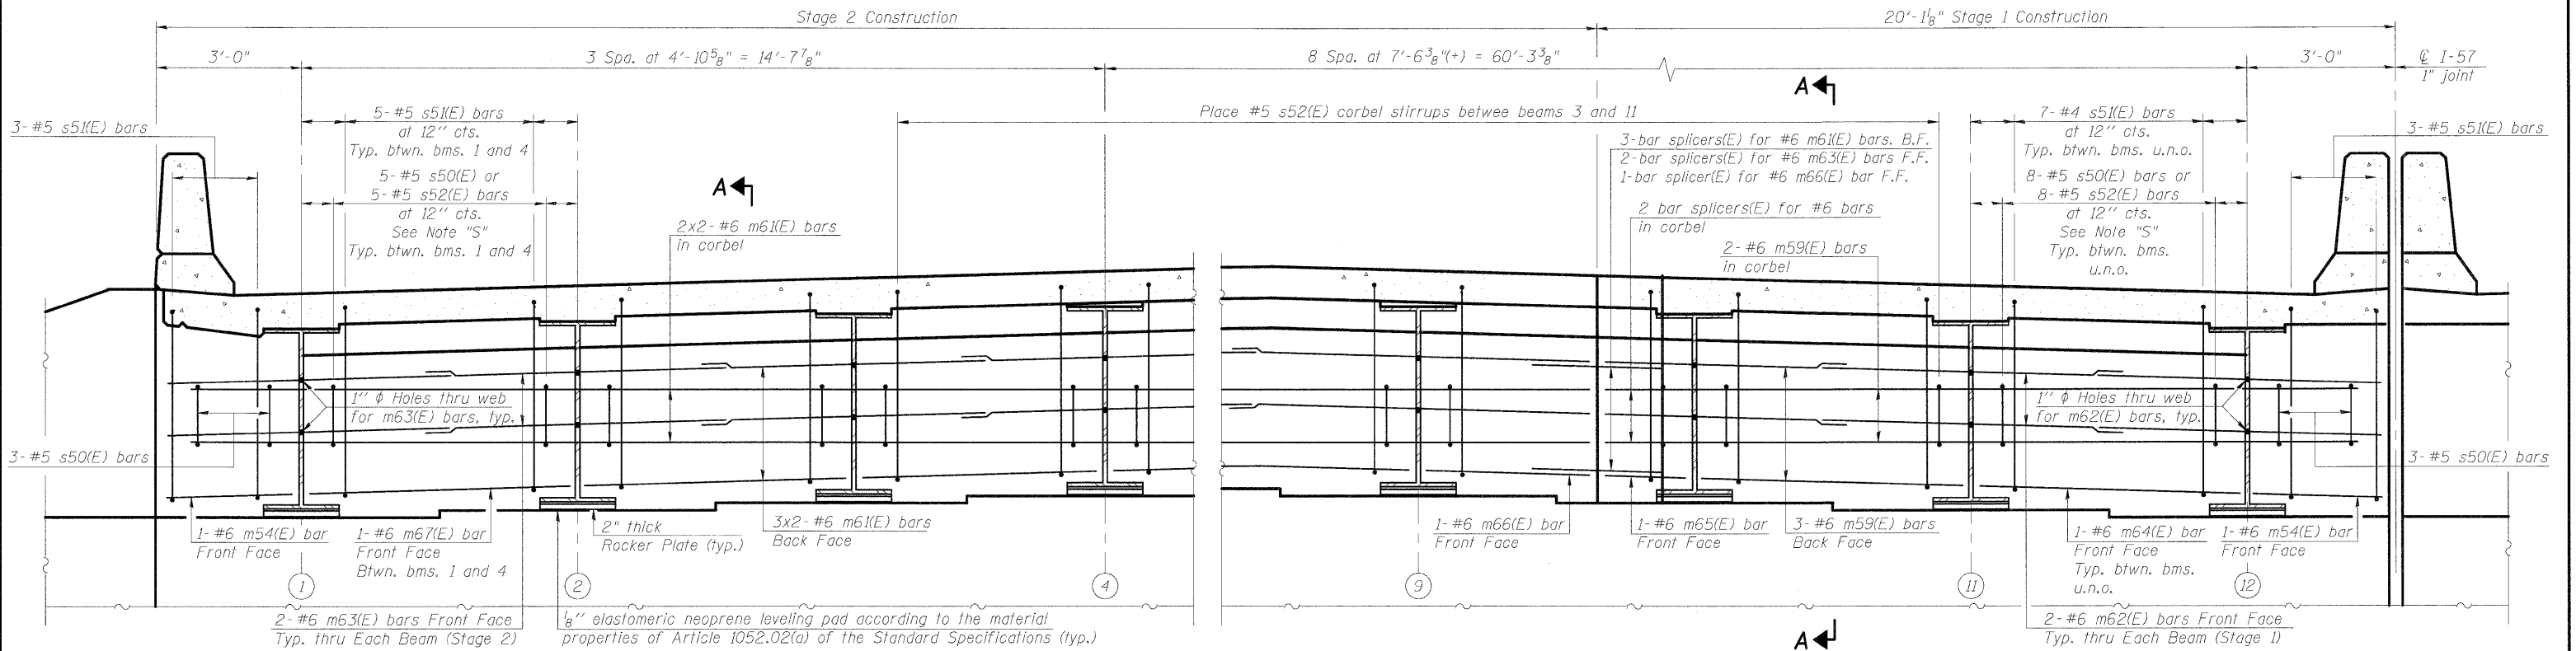 Stage 2 Construction
20'-1 1/8" Stage 1 Construction
3'-0"
3 Spa. at 4'-10 5/8" = 14'-7 7/8"
8 Spa. at 7'-6 3/8"(+) = 60'-3 3/8"
3'-0"
℄ I-57
1" joint
A
5- #5 s51(E) bars
at 12" cts.
Typ. btwn. bms. 1 and 4
Place #5 s52(E) corbel stirrups betwee beams 3 and 11
7- #4 s51(E) bars
at 12" cts.
Typ. btwn. bms. u.n.o.
3- #5 s51(E) bars
3- #5 s51(E) bars
5- #5 s50(E) or
5- #5 s52(E) bars
at 12" cts.
See Note "S"
Typ. btwn. bms. 1 and 4
A
2x2- #6 m61(E) bars
in corbel
3-bar splicers(E) for #6 m61(E) bars. B.F.
2-bar splicers(E) for #6 m63(E) bars F.F.
1-bar splicer(E) for #6 m66(E) bar F.F.
2 bar splicers(E) for #6 bars
in corbel
2- #6 m59(E) bars
in corbel
8- #5 s50(E) bars or
8- #5 s52(E) bars
at 12" cts.
See Note "S"
Typ. btwn. bms.
u.n.o.
1" ϕ Holes thru web
for m63(E) bars, typ.
1" ϕ Holes thru web
for m62(E) bars, typ.
3- #5 s50(E) bars
3- #5 s50(E) bars
1- #6 m54(E) bar
Front Face
1- #6 m67(E) bar
Front Face
Btwn. bms. 1 and 4
2" thick
Rocker Plate (typ.)
3x2- #6 m61(E) bars
Back Face
1- #6 m66(E) bar
Front Face
1- #6 m65(E) bar
Front Face
3- #6 m59(E) bars
Back Face
1- #6 m64(E) bar
Front Face
Typ. btwn. bms.
u.n.o.
1- #6 m54(E) bar
Front Face
1
2
4
9
11
12
2- #6 m63(E) bars Front Face
Typ. thru Each Beam (Stage 2)
1/8" elastomeric neoprene leveling pad according to the material
properties of Article 1052.02(a) of the Standard Specifications (typ.)
2- #6 m62(E) bars Front Face
Typ. thru Each Beam (Stage 1)
A